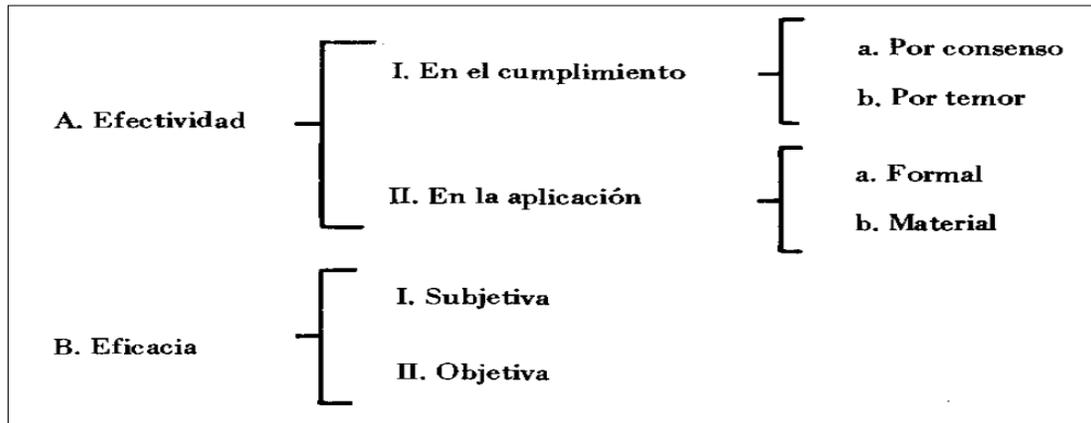 A. Efectividad
I. En el cumplimiento
a. Por consenso
b. Por temor
II. En la aplicación
a. Formal
b. Material
B. Eficacia
I. Subjetiva
II. Objetiva